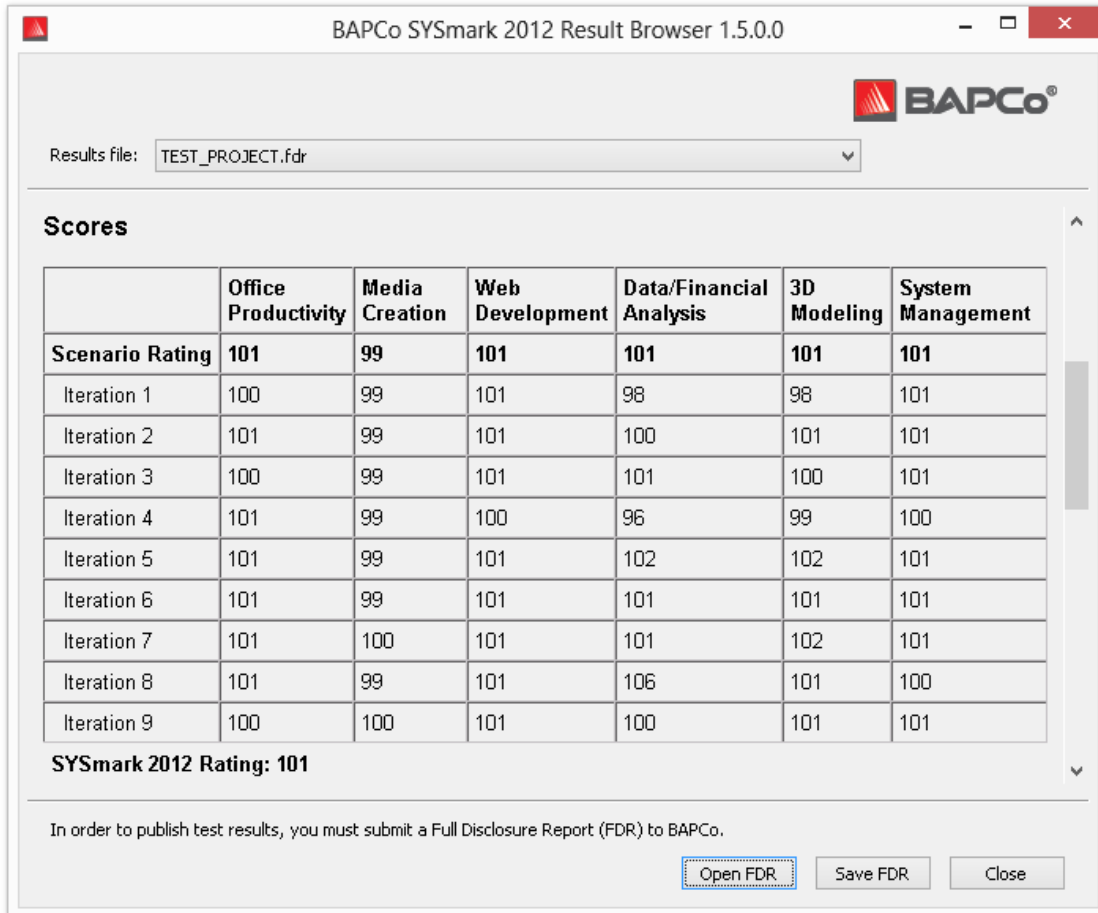 BAPCo SYSmark 2012 Result Browser 1.5.0.0
BAPCo®
Results file: TEST_PROJECT.fdr
Scores
Office Productivity Media Creation Web Development Data/Financial Analysis 3D Modeling System Management
Scenario Rating 101 99 101 101 101 101
Iteration 1 100 99 101 98 98 101
Iteration 2 101 99 101 100 101 101
Iteration 3 100 99 101 101 100 101
Iteration 4 101 99 100 96 99 100
Iteration 5 101 99 101 102 102 101
Iteration 6 101 99 101 101 101 101
Iteration 7 101 100 101 101 102 101
Iteration 8 101 99 101 106 101 100
Iteration 9 100 100 101 100 101 101
SYSmark 2012 Rating: 101
In order to publish test results, you must submit a Full Disclosure Report (FDR) to BAPCo.
Open FDR Save FDR Close